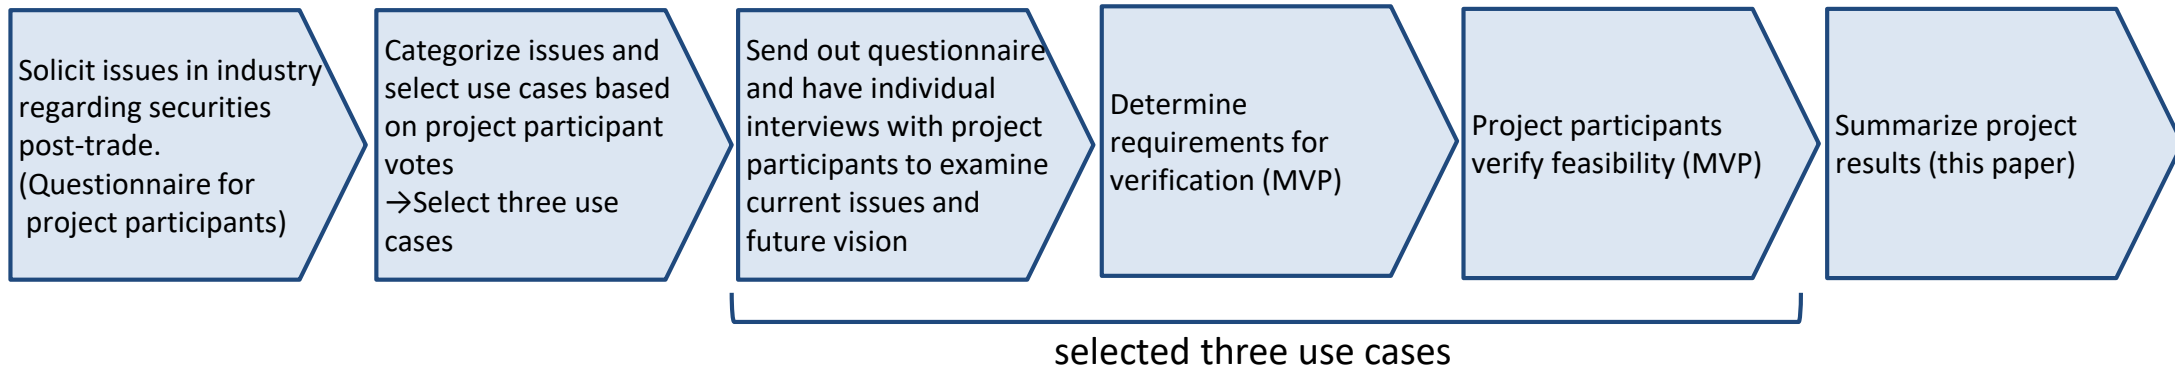 Solicit issues in industry
regarding securities
post-trade.
(Questionnaire for
project participants)
Categorize issues and
select use cases based
on project participant
votes
→Select three use
cases
Send out questionnaire
and have individual
interviews with project
participants to examine
current issues and
future vision
Determine
requirements for
verification (MVP)
Project participants
verify feasibility (MVP)
Summarize project
results (this paper)
selected three use cases